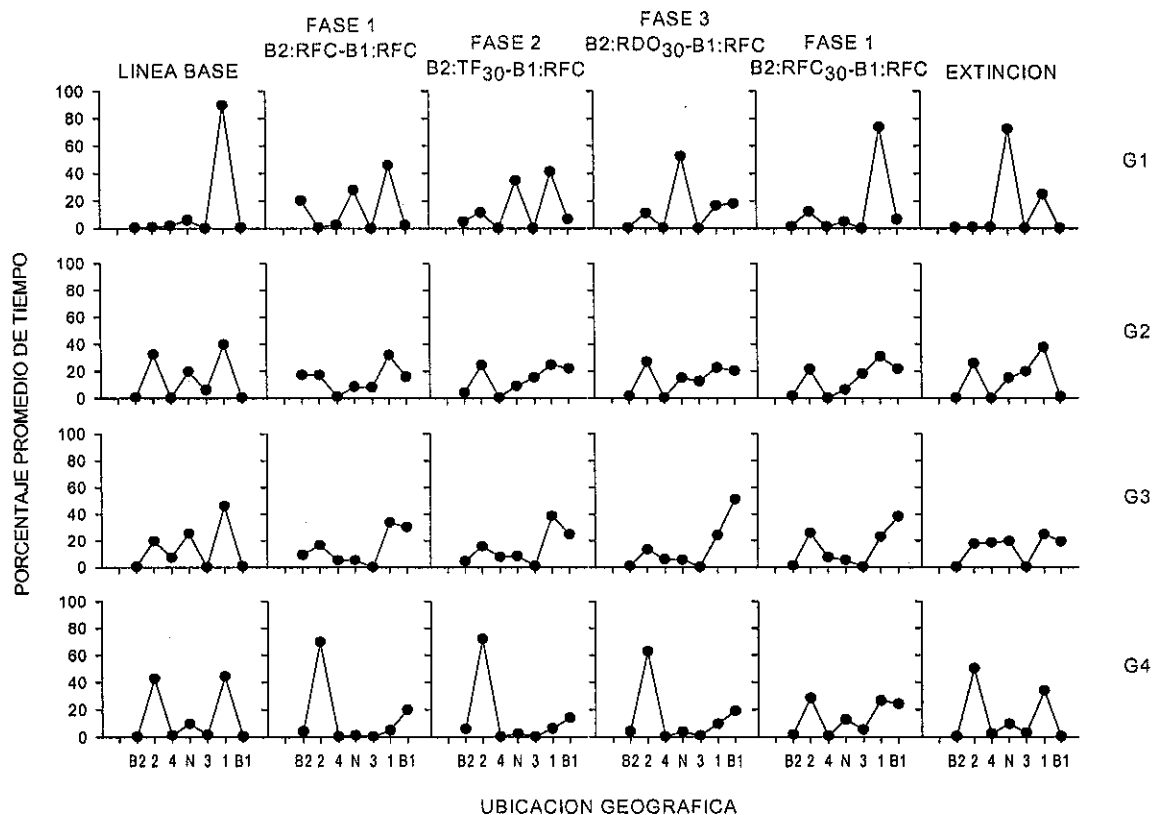 LINEA BASE
FASE 1
B2:RFC-B1:RFC
FASE 2
B2:TF30-B1:RFC
FASE 3
B2:RDO30-B1:RFC
FASE 1
B2:RFC30-B1:RFC
EXTINCION
100
80
60
40
20
0
G1
100
80
60
40
20
0
G2
100
80
60
40
20
0
G3
100
80
60
40
20
0
G4
PORCENTAJE PROMEDIO DE TIEMPO
B2 2 4 N 3 1 B1
B2 2 4 N 3 1 B1
B2 2 4 N 3 1 B1
B2 2 4 N 3 1 B1
B2 2 4 N 3 1 B1
B2 2 4 N 3 1 B1
UBICACION GEOGRAFICA